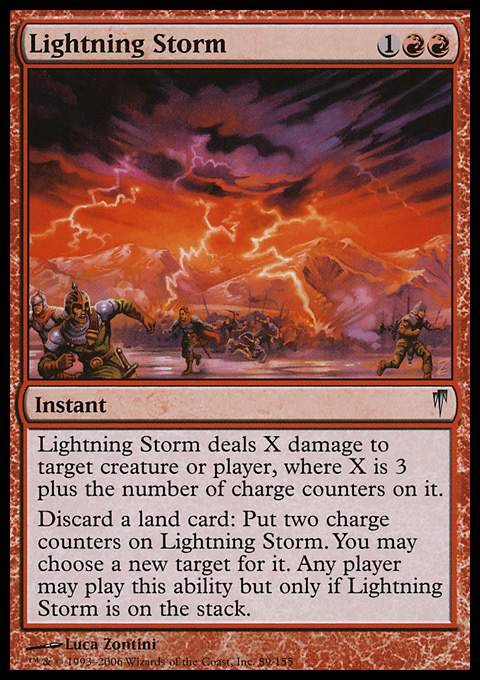 Lightning Storm 1
Instant
Lightning Storm deals X damage to
target creature or player, where X is 3
plus the number of charge counters on it.
Discard a land card: Put two charge
counters on Lightning Storm. You may
choose a new target for it. Any player
may play this ability but only if Lightning
Storm is on the stack.
Luca Zontini
™ & © 1993–2006 Wizards of the Coast, Inc. 89/155